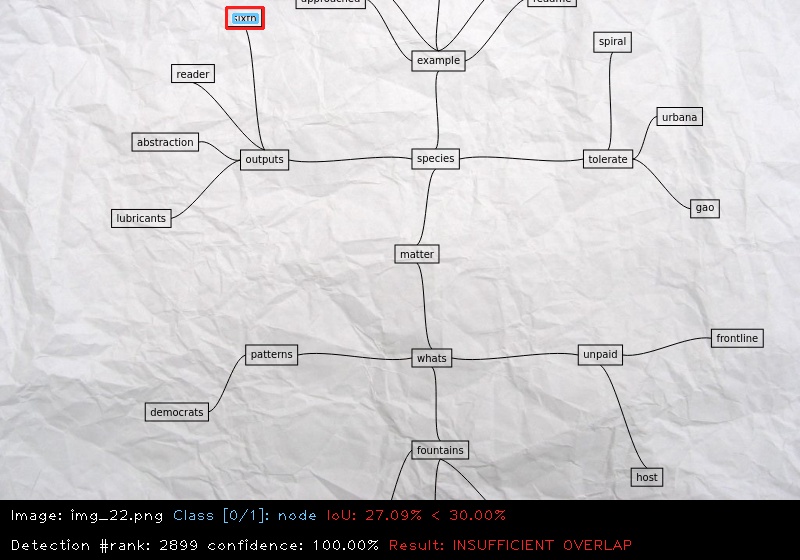 approached
resume
example
spiral
reader
urbana
abstraction
outputs
species
tolerate
lubricants
gao
matter
patterns
whats
unpaid
frontline
democrats
fountains
host
Image: img_22.png Class [0/1]: node IoU: 27.09% < 30.00%
Detection #rank: 2899 confidence: 100.00% Result: INSUFFICIENT OVERLAP